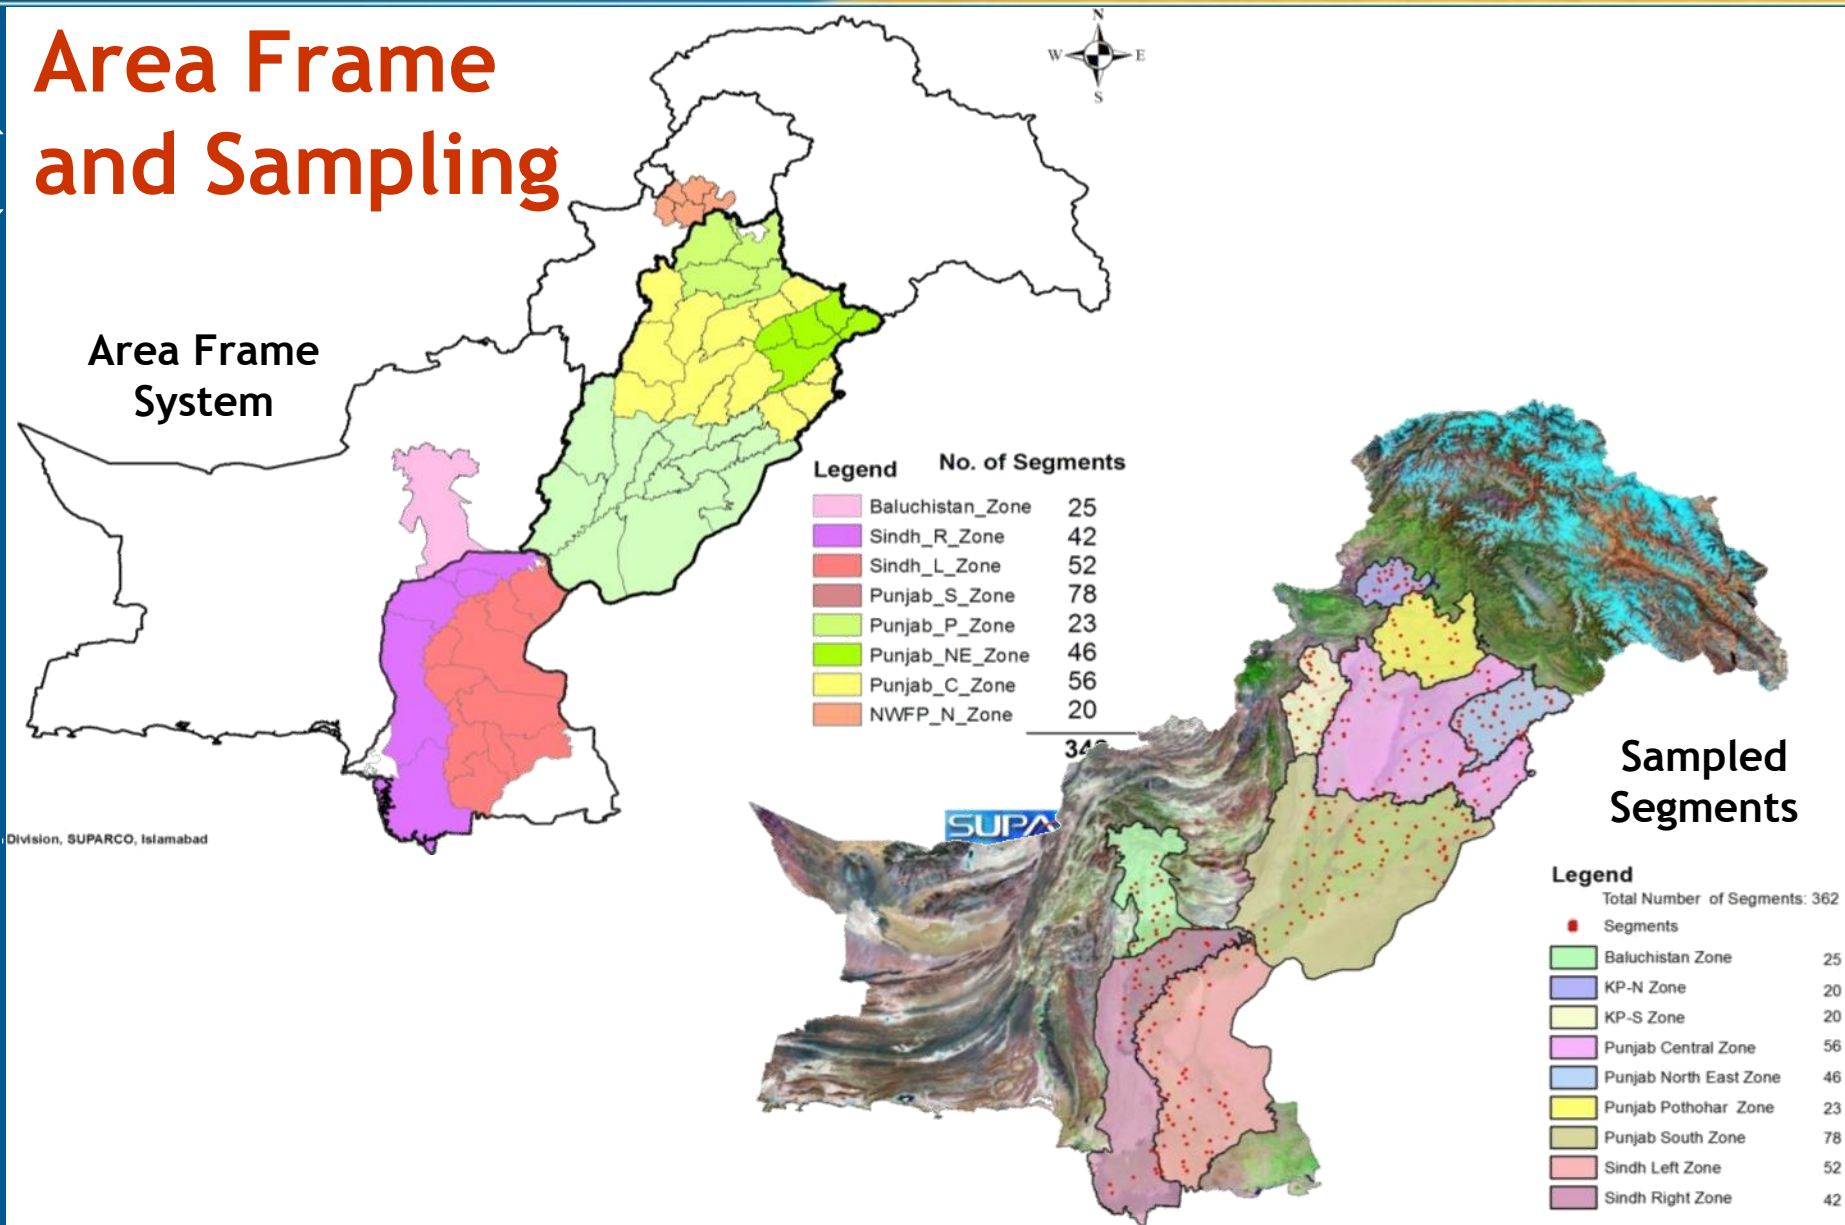 Area Frame
and Sampling
N
W
E
S
Area Frame
System
Legend No. of Segments
Baluchistan_Zone 25
Sindh_R_Zone 42
Sindh_L_Zone 52
Punjab_S_Zone 78
Punjab_P_Zone 23
Punjab_NE_Zone 46
Punjab_C_Zone 56
NWFP_N_Zone 20
Division, SUPARCO, Islamabad
Sampled
Segments
Legend
Total Number of Segments: 362
Segments
Baluchistan Zone 25
KP-N Zone 20
KP-S Zone 20
Punjab Central Zone 56
Punjab North East Zone 46
Punjab Pothohar Zone 23
Punjab South Zone 78
Sindh Left Zone 52
Sindh Right Zone 42